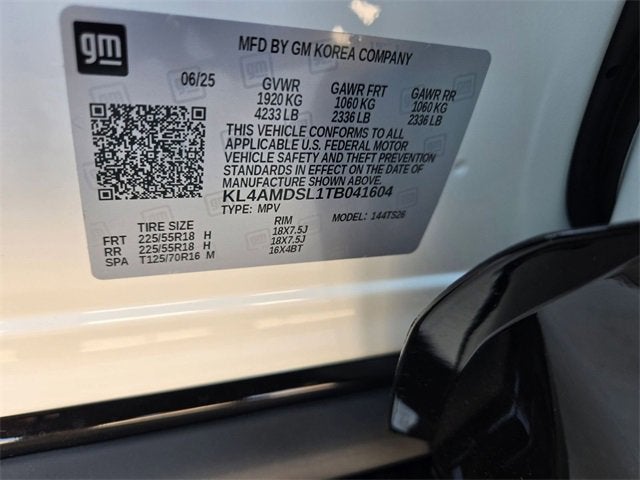 gm
MFD BY GM KOREA COMPANY
06/25 GVWR GAWR FRT GAWR RR
1920 KG 1060 KG 1060 KG
4233 LB 2336 LB 2336 LB
THIS VEHICLE CONFORMS TO ALL
APPLICABLE U.S. FEDERAL MOTOR
VEHICLE SAFETY AND THEFT PREVENTION
STANDARDS IN EFFECT ON THE DATE OF
MANUFACTURE SHOWN ABOVE.
KL4AMDSL1TB041604
TYPE: MPV MODEL: 144TS26
TIRE SIZE RIM
FRT 225/55R18 H 18X7.5J
RR 225/55R18 H 18X7.5J
SPA T125/70R16 M 16X4BT